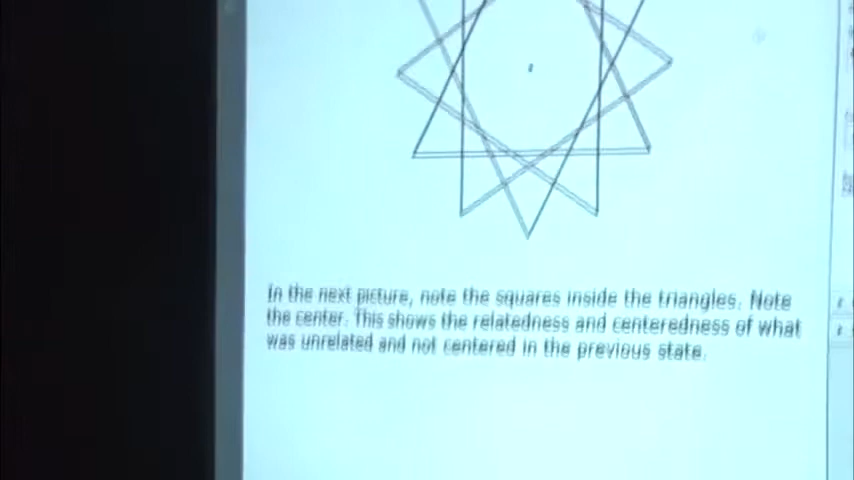 In the next picture, note the squares inside the triangles. Note
the center. This shows the relatedness and centeredness of what
was unrelated and not centered in the previous state.